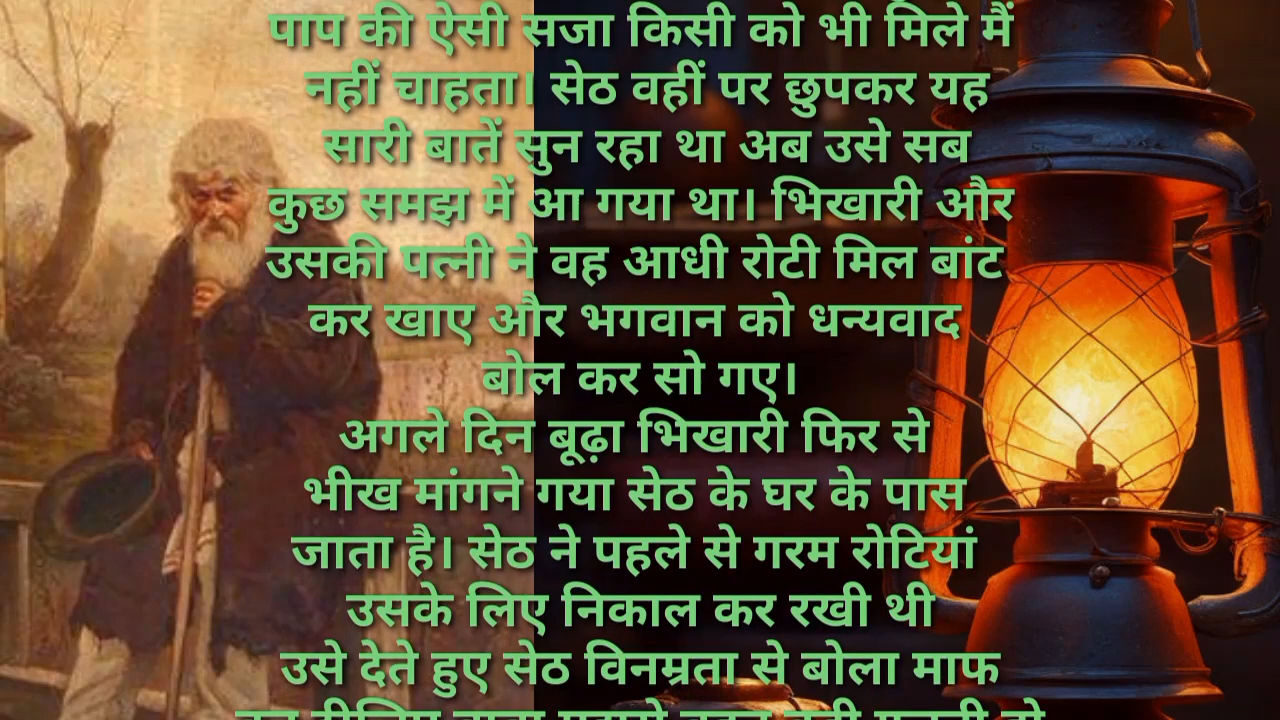 पाप की ऐसी सजा किसी को भी मिले मैं
नहीं चाहता। सेठ वहीं पर छुपकर यह
सारी बातें सुन रहा था अब उसे सब
कुछ समझ में आ गया था। भिखारी और
उसकी पत्नी ने वह आधी रोटी मिल बांट
कर खाए और भगवान को धन्यवाद
बोल कर सो गए।
अगले दिन बूढ़ा भिखारी फिर से
भीख मांगने गया सेठ के घर के पास
जाता है। सेठ ने पहले से गरम रोटियां
उसके लिए निकाल कर रखी थी
उसे देते हुए सेठ विनम्रता से बोला माफ